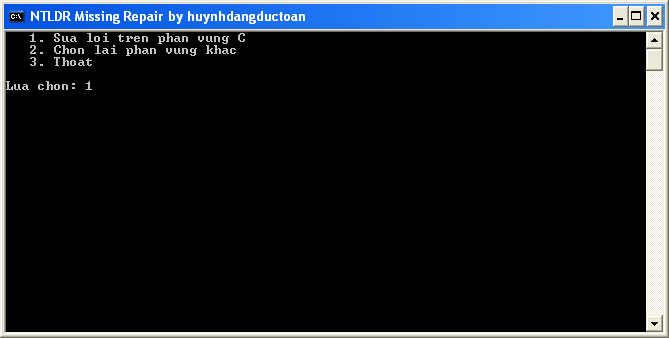 NTLDR Missing Repair by huynhdangductoan
1. Sua loi tren phan vung C
2. Chon lai phan vung khac
3. Thoat
Lua chon: 1